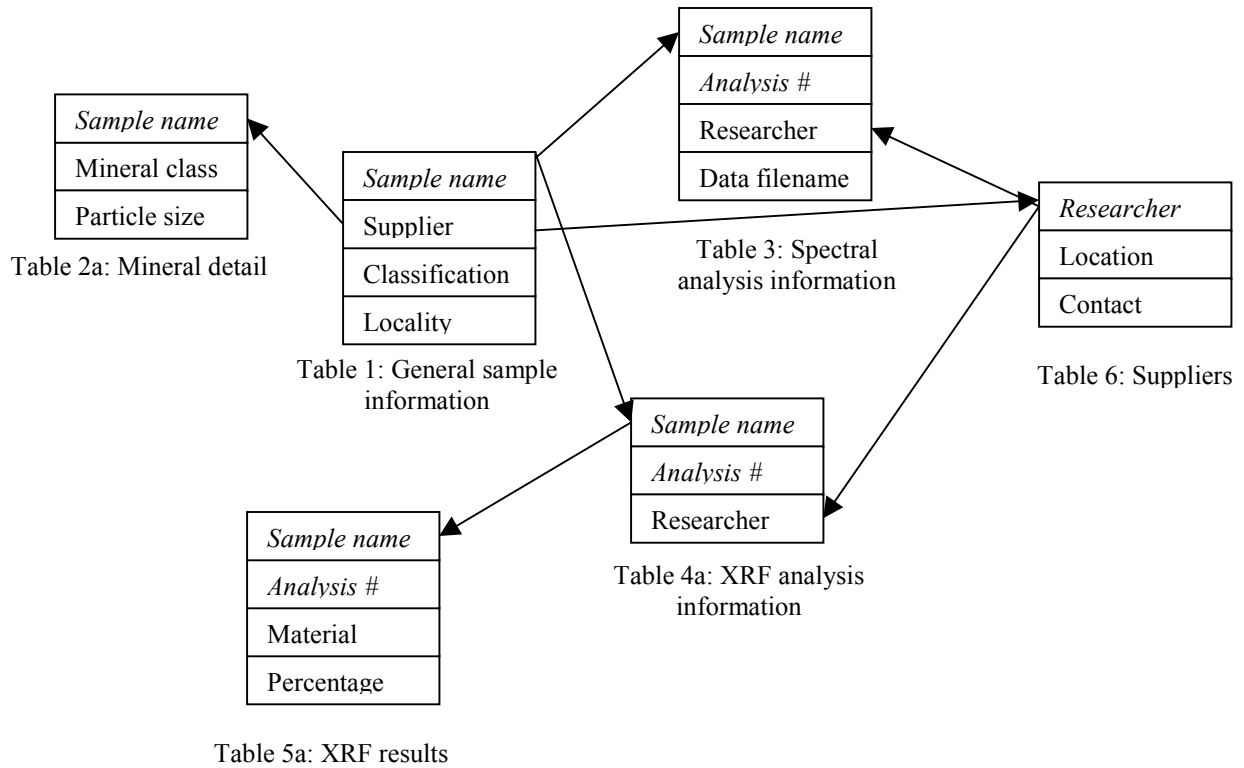 Sample name
Analysis #
Researcher
Data filename
Table 3: Spectral
analysis information
Sample name
Mineral class
Particle size
Table 2a: Mineral detail
Sample name
Supplier
Classification
Locality
Table 1: General sample
information
Researcher
Location
Contact
Table 6: Suppliers
Sample name
Analysis #
Researcher
Table 4a: XRF analysis
information
Sample name
Analysis #
Material
Percentage
Table 5a: XRF results